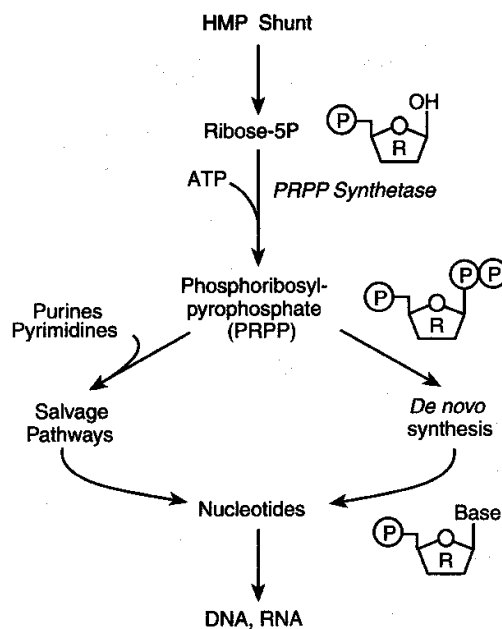 HMP Shunt
OH
P
O
R
Ribose-5P
ATP
PRPP Synthetase
Phosphoribosyl-
pyrophosphate
(PRPP)
P P
P
O
R
Purines
Pyrimidines
Salvage
Pathways
De novo
synthesis
Nucleotides
Base
P
O
R
DNA, RNA